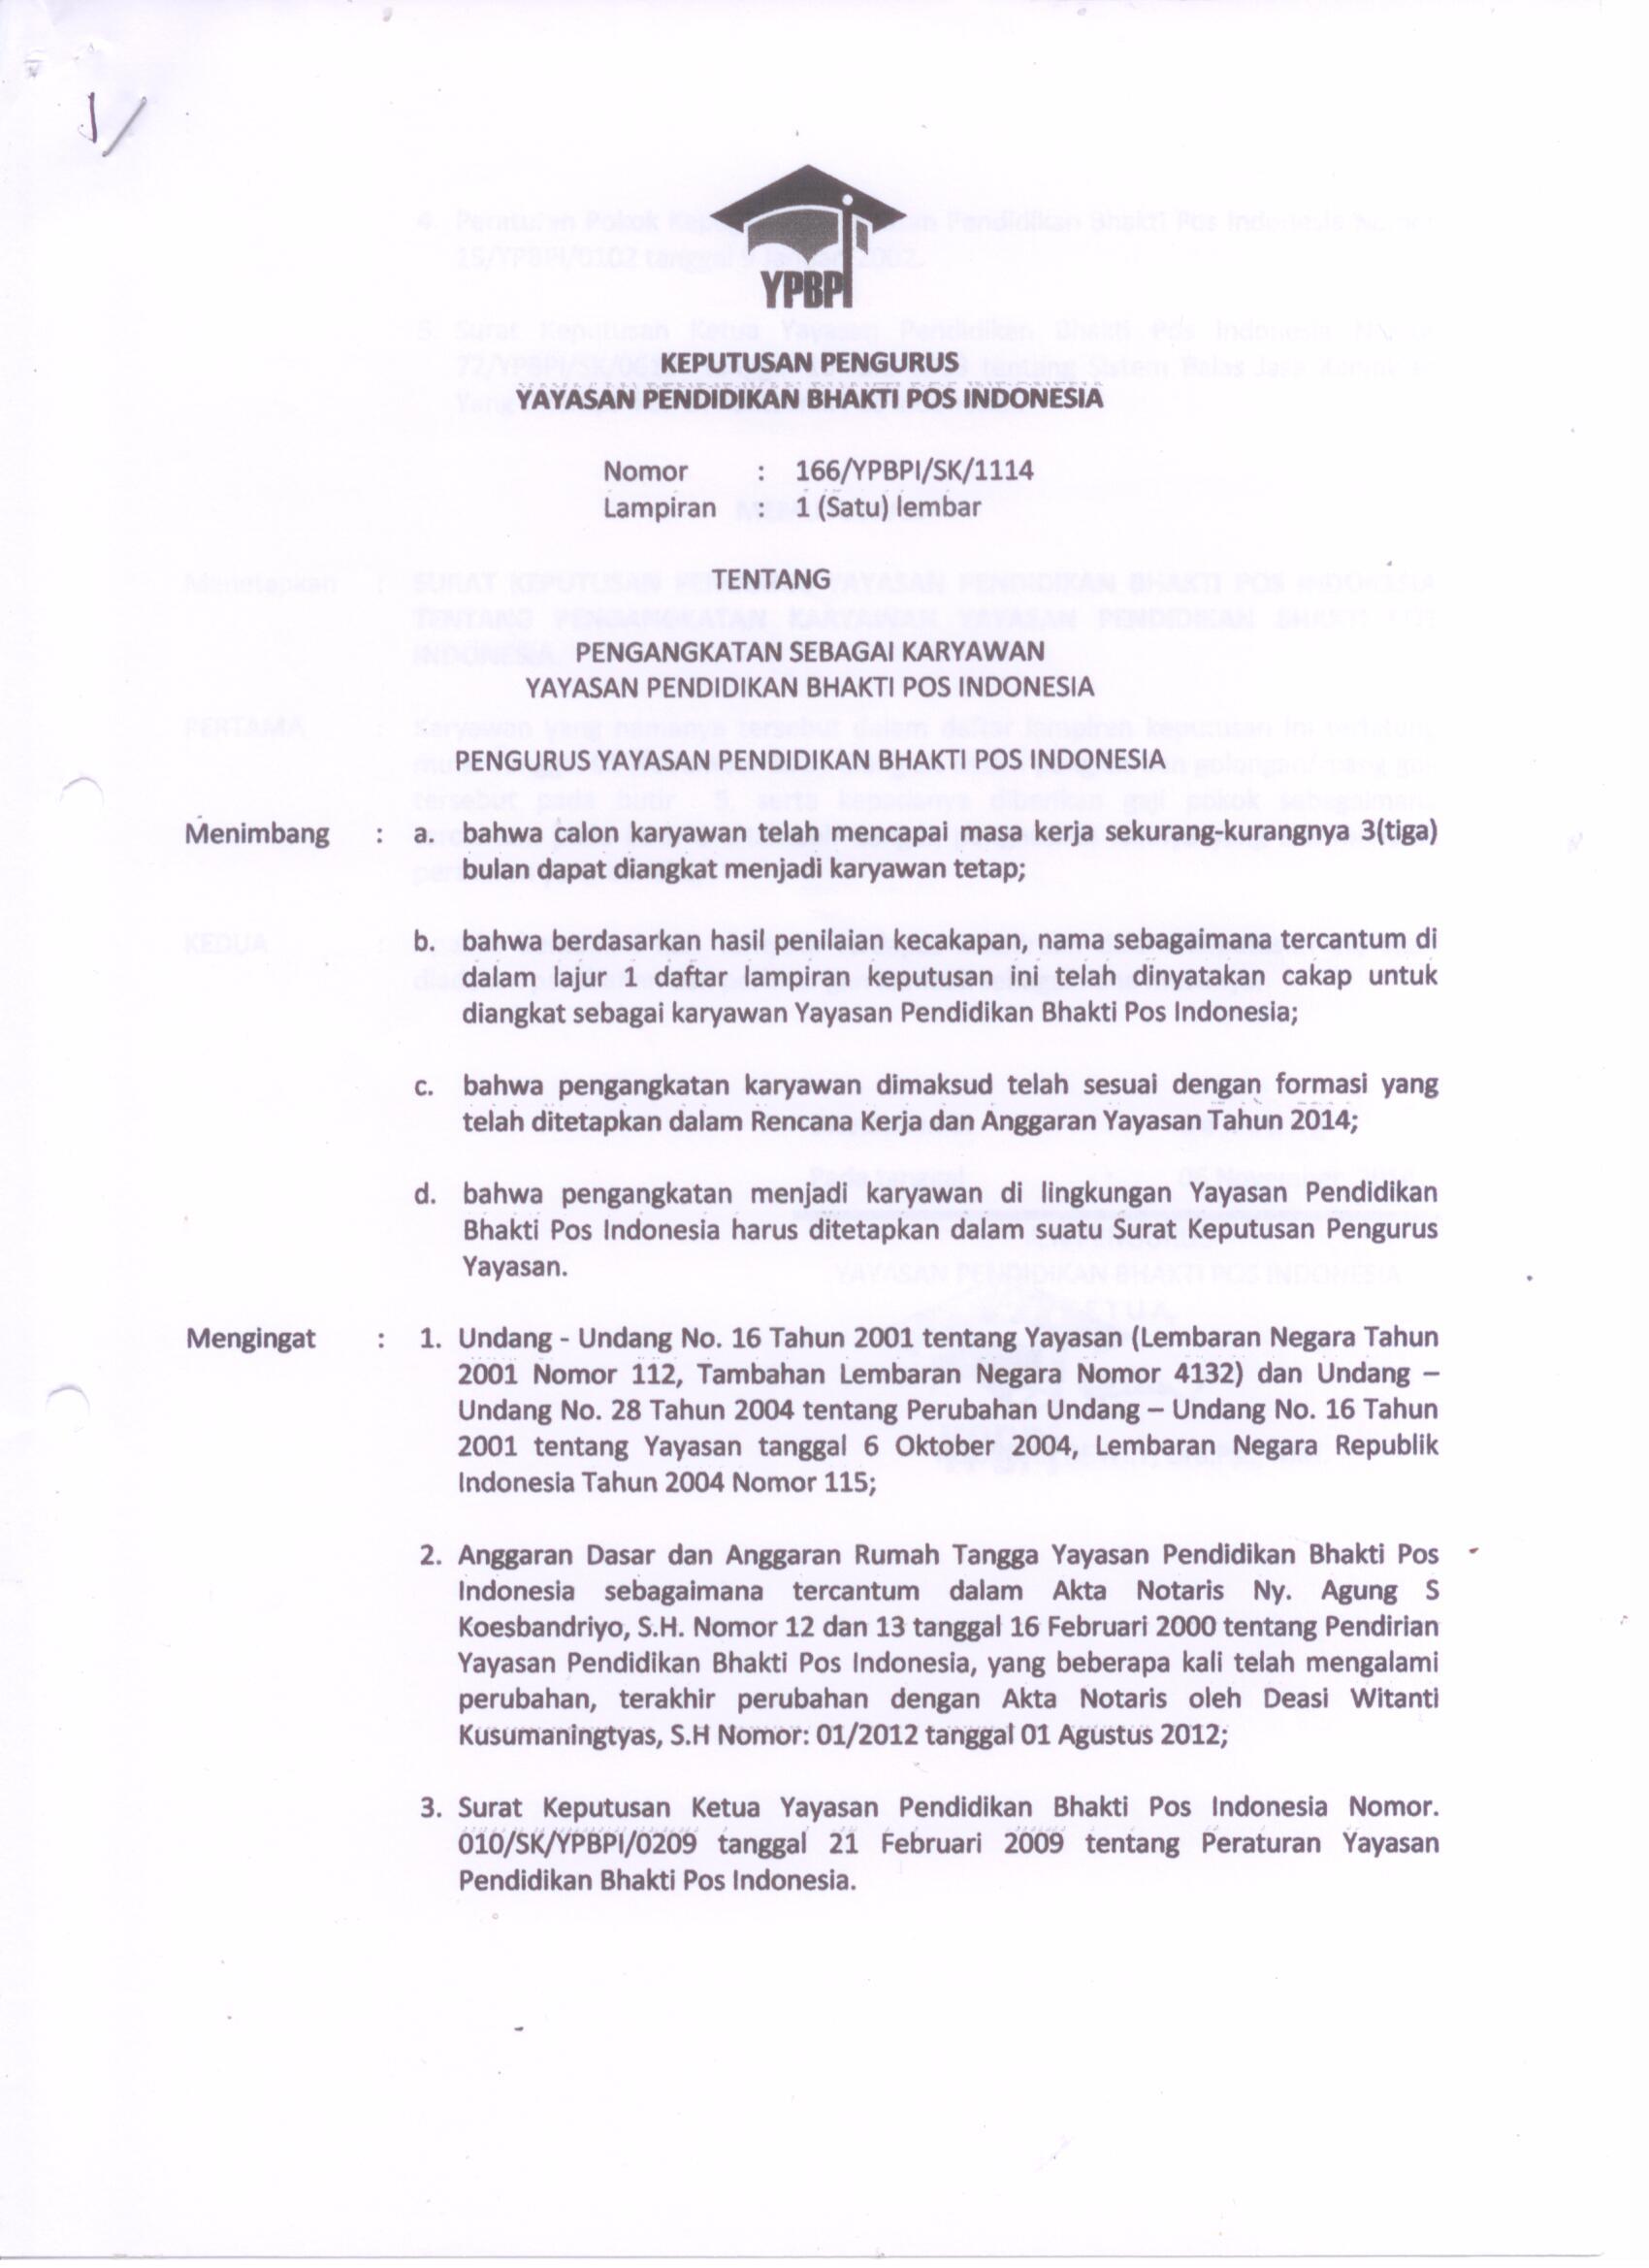 YPBPI
KEPUTUSAN PENGURUS
YAYASAN PENDIDIKAN BHAKTI POS INDONESIA
Nomor : 166/YPBPI/SK/1114
Lampiran : 1 (Satu) lembar
TENTANG
PENGANGKATAN SEBAGAI KARYAWAN
YAYASAN PENDIDIKAN BHAKTI POS INDONESIA
PENGURUS YAYASAN PENDIDIKAN BHAKTI POS INDONESIA
Menimbang : a. bahwa calon karyawan telah mencapai masa kerja sekurang-kurangnya 3(tiga)
bulan dapat diangkat menjadi karyawan tetap;
b. bahwa berdasarkan hasil penilaian kecakapan, nama sebagaimana tercantum di
dalam lajur 1 daftar lampiran keputusan ini telah dinyatakan cakap untuk
diangkat sebagai karyawan Yayasan Pendidikan Bhakti Pos Indonesia;
c. bahwa pengangkatan karyawan dimaksud telah sesuai dengan formasi yang
telah ditetapkan dalam Rencana Kerja dan Anggaran Yayasan Tahun 2014;
d. bahwa pengangkatan menjadi karyawan di lingkungan Yayasan Pendidikan
Bhakti Pos Indonesia harus ditetapkan dalam suatu Surat Keputusan Pengurus
Yayasan.
Mengingat : 1. Undang - Undang No. 16 Tahun 2001 tentang Yayasan (Lembaran Negara Tahun
2001 Nomor 112, Tambahan Lembaran Negara Nomor 4132) dan Undang –
Undang No. 28 Tahun 2004 tentang Perubahan Undang – Undang No. 16 Tahun
2001 tentang Yayasan tanggal 6 Oktober 2004, Lembaran Negara Republik
Indonesia Tahun 2004 Nomor 115;
2. Anggaran Dasar dan Anggaran Rumah Tangga Yayasan Pendidikan Bhakti Pos
Indonesia sebagaimana tercantum dalam Akta Notaris Ny. Agung S
Koesbandriyo, S.H. Nomor 12 dan 13 tanggal 16 Februari 2000 tentang Pendirian
Yayasan Pendidikan Bhakti Pos Indonesia, yang beberapa kali telah mengalami
perubahan, terakhir perubahan dengan Akta Notaris oleh Deasi Witanti
Kusumaningtyas, S.H Nomor: 01/2012 tanggal 01 Agustus 2012;
3. Surat Keputusan Ketua Yayasan Pendidikan Bhakti Pos Indonesia Nomor.
010/SK/YPBPI/0209 tanggal 21 Februari 2009 tentang Peraturan Yayasan
Pendidikan Bhakti Pos Indonesia.